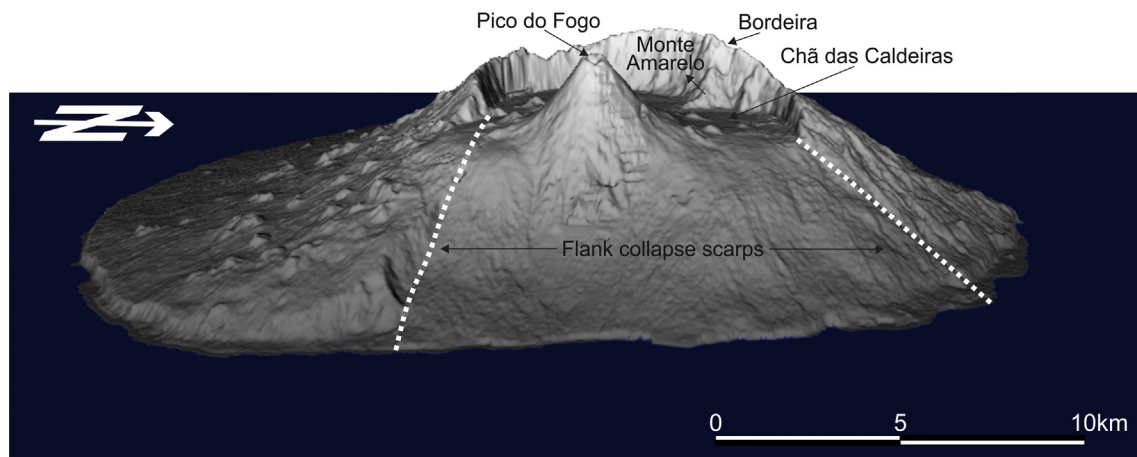 Pico do Fogo
Bordeira
Monte
Amarelo
Chã das Caldeiras
N
Flank collapse scarps
0 5 10km